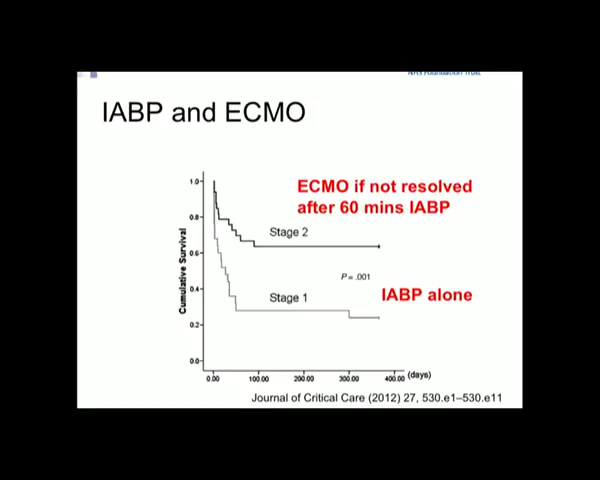 NHS Foundation Trust
IABP and ECMO
ECMO if not resolved
after 60 mins IABP
1.0
0.8
0.6
0.4
0.2
0.0
Cumulative Survival
Stage 2
P = .001
Stage 1
IABP alone
0.00 100.00 200.00 300.00 400.00 (days)
Journal of Critical Care (2012) 27, 530.e1–530.e11